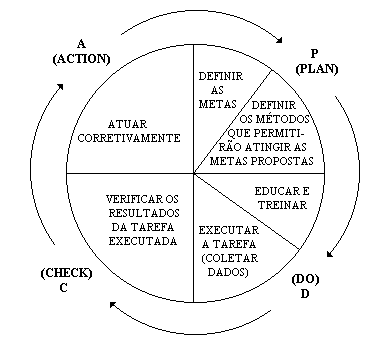 A
(ACTION)
P
(PLAN)
DEFINIR
AS
METAS
DEFINIR
OS MÉTODOS
QUE PERMITI-
RÃO ATINGIR AS
METAS PROPOSTAS
ATUAR
CORRETIVAMENTE
EDUCAR E
TREINAR
VERIFICAR OS
RESULTADOS
DA TAREFA
EXECUTADA
EXECUTAR
A TAREFA
(COLETAR
DADOS)
(CHECK)
C
(DO)
D